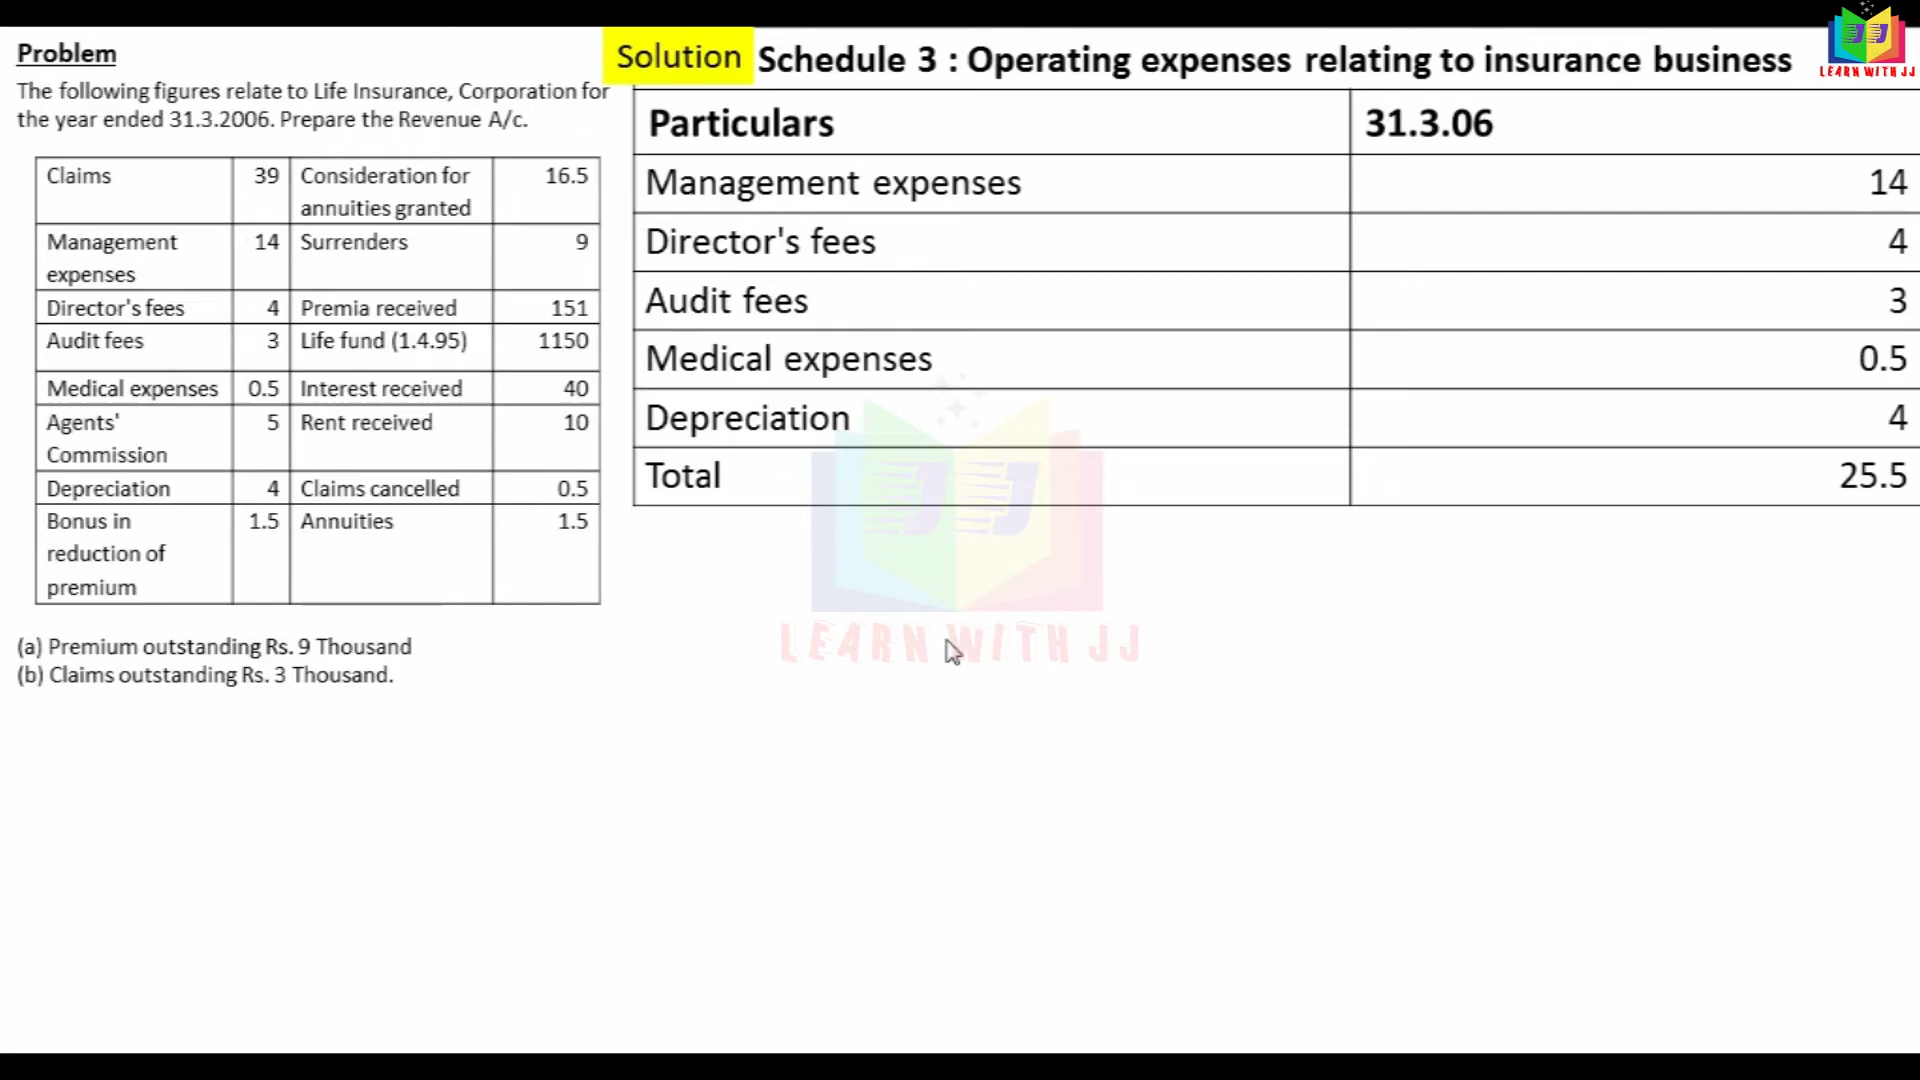 Problem
The following figures relate to Life Insurance, Corporation for
the year ended 31.3.2006. Prepare the Revenue A/c.
Claims 39 Consideration for 16.5
annuities granted
Management 14 Surrenders 9
expenses
Director's fees 4 Premia received 151
Audit fees 3 Life fund (1.4.95) 1150
Medical expenses 0.5 Interest received 40
Agents' 5 Rent received 10
Commission
Depreciation 4 Claims cancelled 0.5
Bonus in 1.5 Annuities 1.5
reduction of
premium
(a) Premium outstanding Rs. 9 Thousand
(b) Claims outstanding Rs. 3 Thousand.
Solution
Schedule 3 : Operating expenses relating to insurance business
Particulars 31.3.06
Management expenses 14
Director's fees 4
Audit fees 3
Medical expenses 0.5
Depreciation 4
Total 25.5
JJ
LEARN WITH JJ
JJ
LEARN WITH JJ